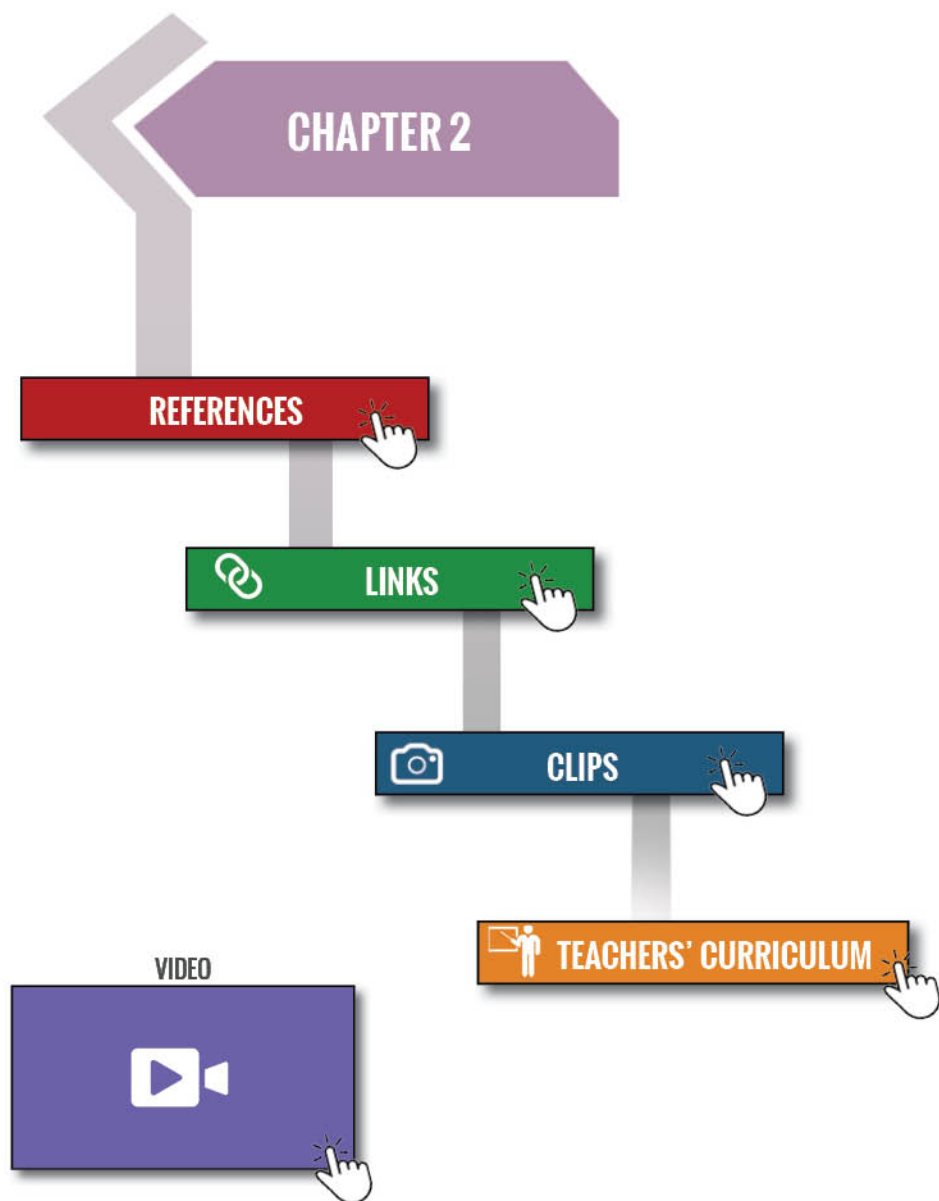 CHAPTER 2
REFERENCES
LINKS
CLIPS
TEACHERS' CURRICULUM
VIDEO